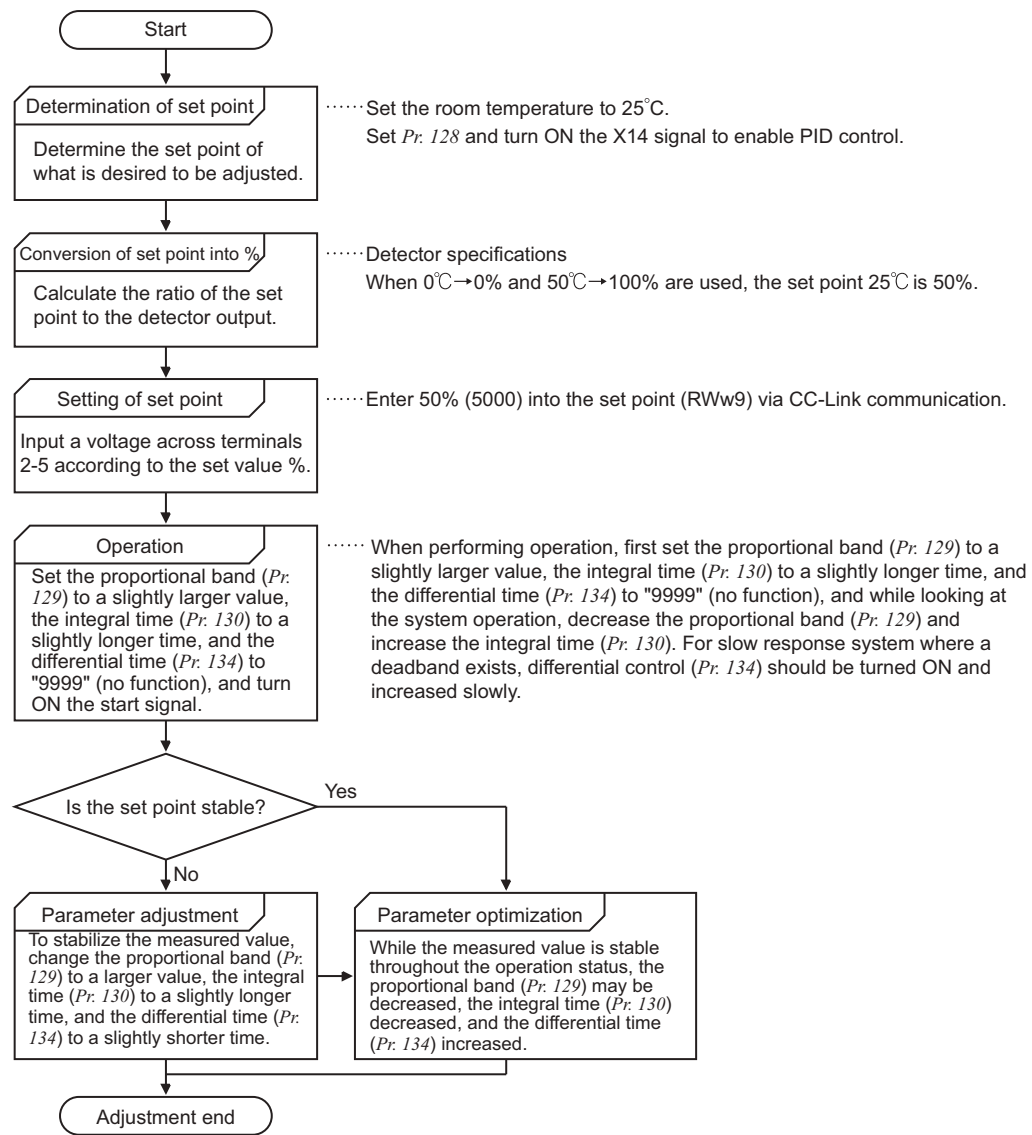 Start
Determination of set point
Determine the set point of
what is desired to be adjusted.
······Set the room temperature to 25°C.
Set Pr. 128 and turn ON the X14 signal to enable PID control.
Conversion of set point into %
Calculate the ratio of the set
point to the detector output.
······Detector specifications
When 0℃→0% and 50℃→100% are used, the set point 25℃ is 50%.
Setting of set point
Input a voltage across terminals
2-5 according to the set value %.
······Enter 50% (5000) into the set point (RWw9) via CC-Link communication.
Operation
Set the proportional band (Pr.
129) to a slightly larger value,
the integral time (Pr. 130) to a
slightly longer time, and the
differential time (Pr. 134) to
"9999" (no function), and turn
ON the start signal.
······ When performing operation, first set the proportional band (Pr. 129) to a
slightly larger value, the integral time (Pr. 130) to a slightly longer time, and
the differential time (Pr. 134) to "9999" (no function), and while looking at
the system operation, decrease the proportional band (Pr. 129) and
increase the integral time (Pr. 130). For slow response system where a
deadband exists, differential control (Pr. 134) should be turned ON and
increased slowly.
Is the set point stable?
Yes
No
Parameter adjustment
To stabilize the measured value,
change the proportional band (Pr.
129) to a larger value, the integral
time (Pr. 130) to a slightly longer
time, and the differential time (Pr.
134) to a slightly shorter time.
Parameter optimization
While the measured value is stable
throughout the operation status, the
proportional band (Pr. 129) may be
decreased, the integral time (Pr. 130)
decreased, and the differential time
(Pr. 134) increased.
Adjustment end